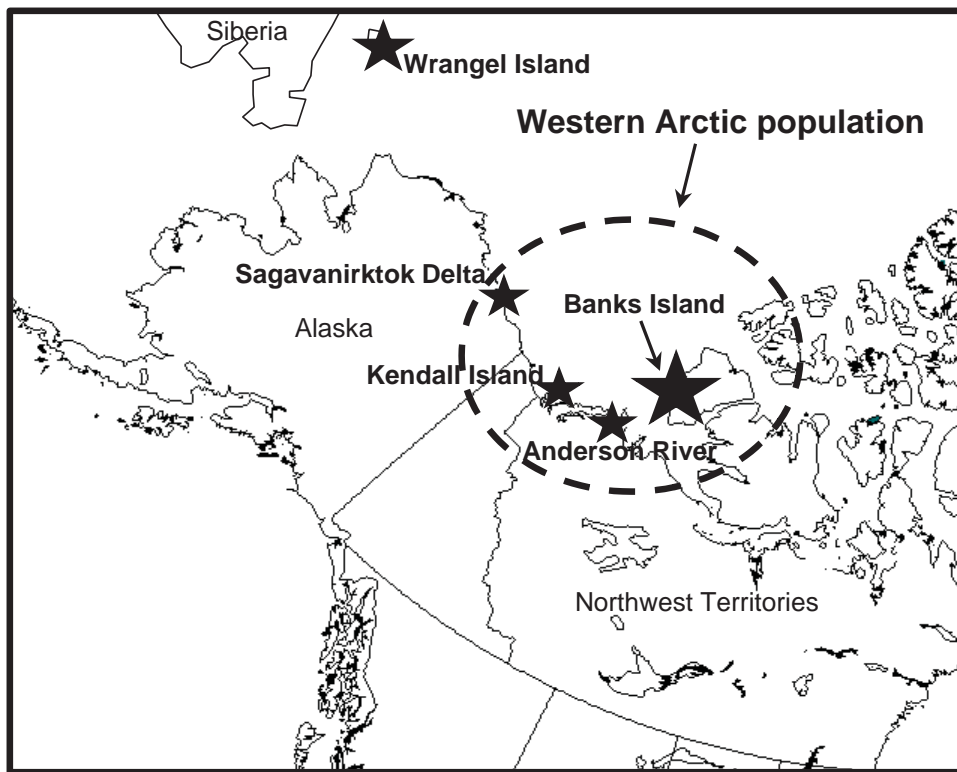 Siberia
Wrangel Island
Western Arctic population
Sagavanirktok Delta
Banks Island
Alaska
Kendall Island
Anderson River
Northwest Territories